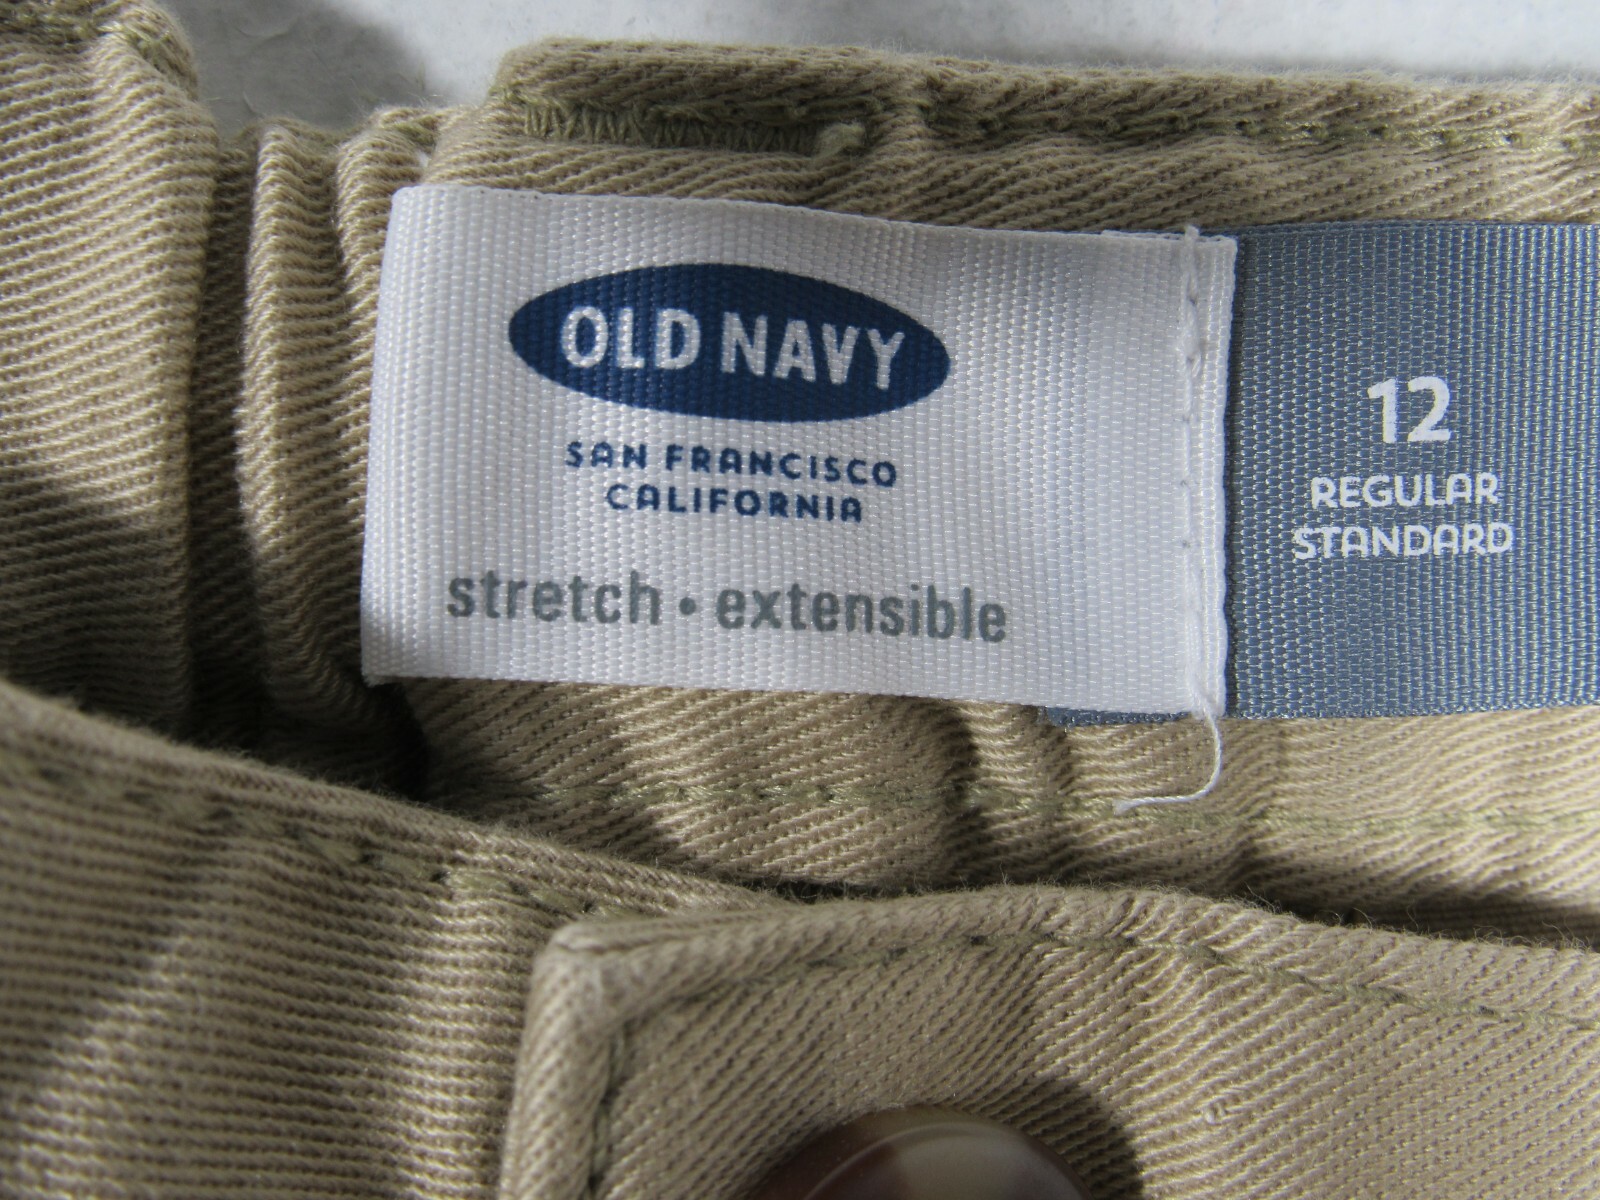 OLD NAVY
SAN FRANCISCO
CALIFORNIA
stretch • extensible
12
REGULAR
STANDARD